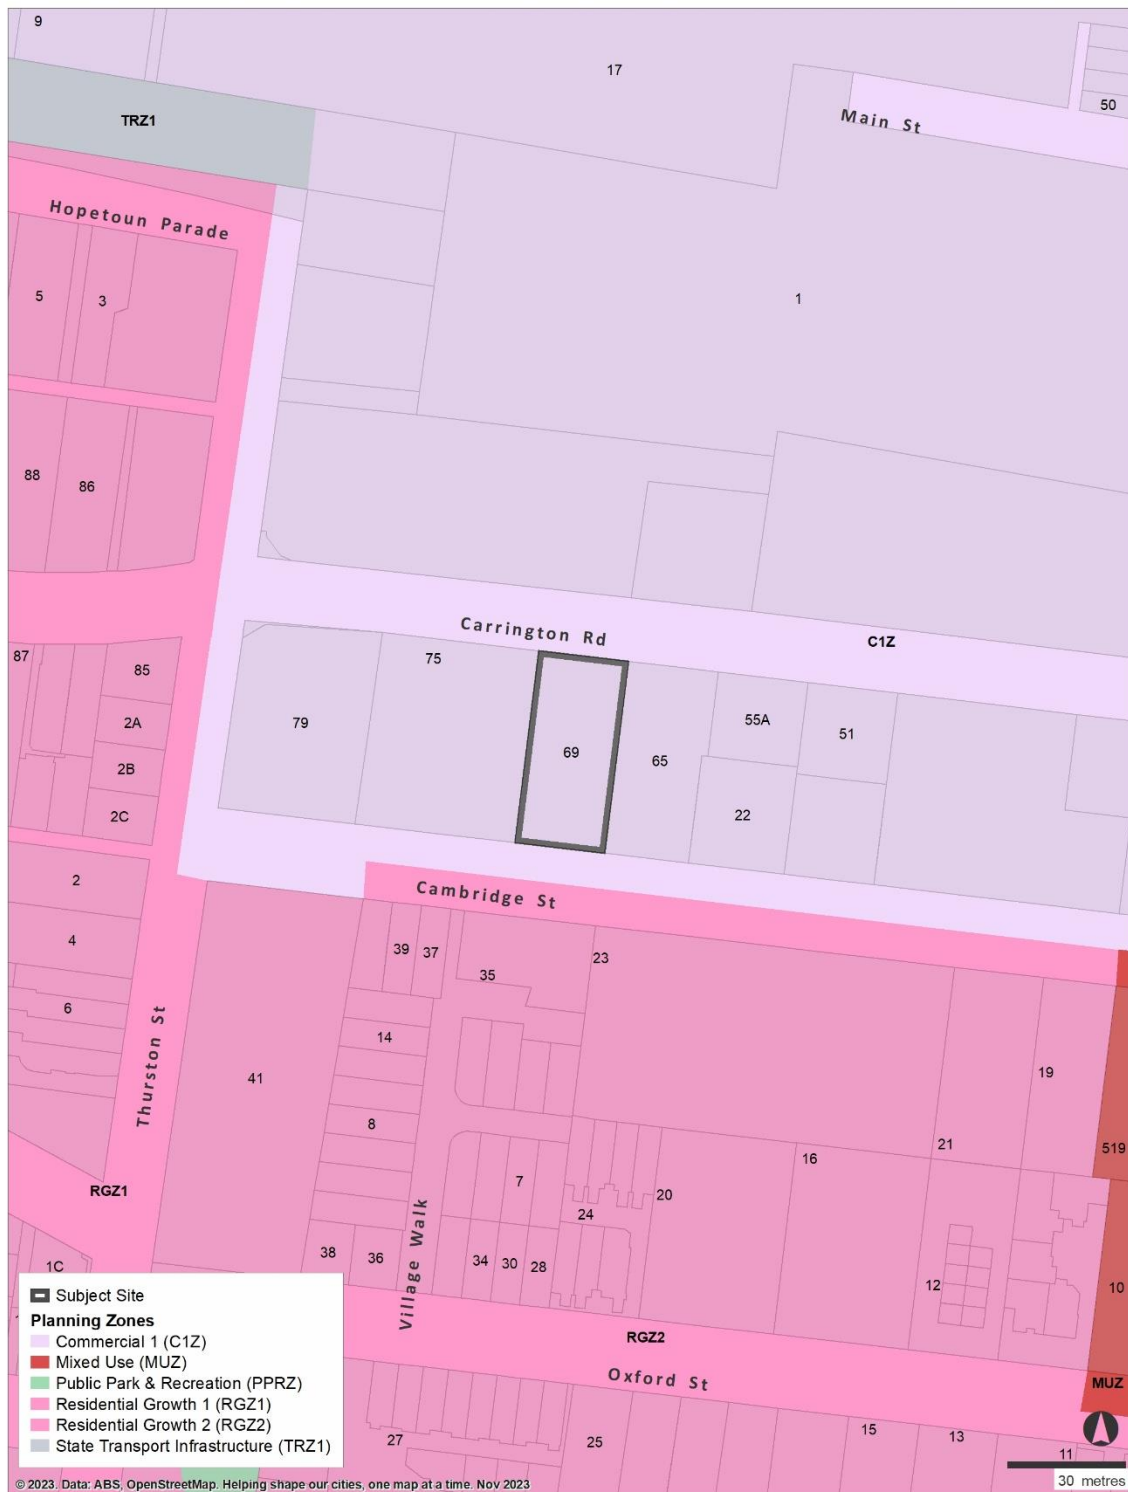 9
17
50
TRZ1
Main St
Hopetoun Parade
5
3
1
88
86
Carrington Rd
C1Z
87
85
75
2A
79
55A
51
69
65
2B
2C
22
2
Cambridge St
4
39
37
23
35
6
14
41
19
Thurston St
8
21
519
16
RGZ1
7
20
24
Village Walk
38
36
34
30
28
1C
12
10
RGZ2
Oxford St
MUZ
27
25
15
13
11
Subject Site
Planning Zones
Commercial 1 (C1Z)
Mixed Use (MUZ)
Public Park & Recreation (PPRZ)
Residential Growth 1 (RGZ1)
Residential Growth 2 (RGZ2)
State Transport Infrastructure (TRZ1)
30 metres
© 2023. Data: ABS, OpenStreetMap. Helping shape our cities, one map at a time. Nov 2023